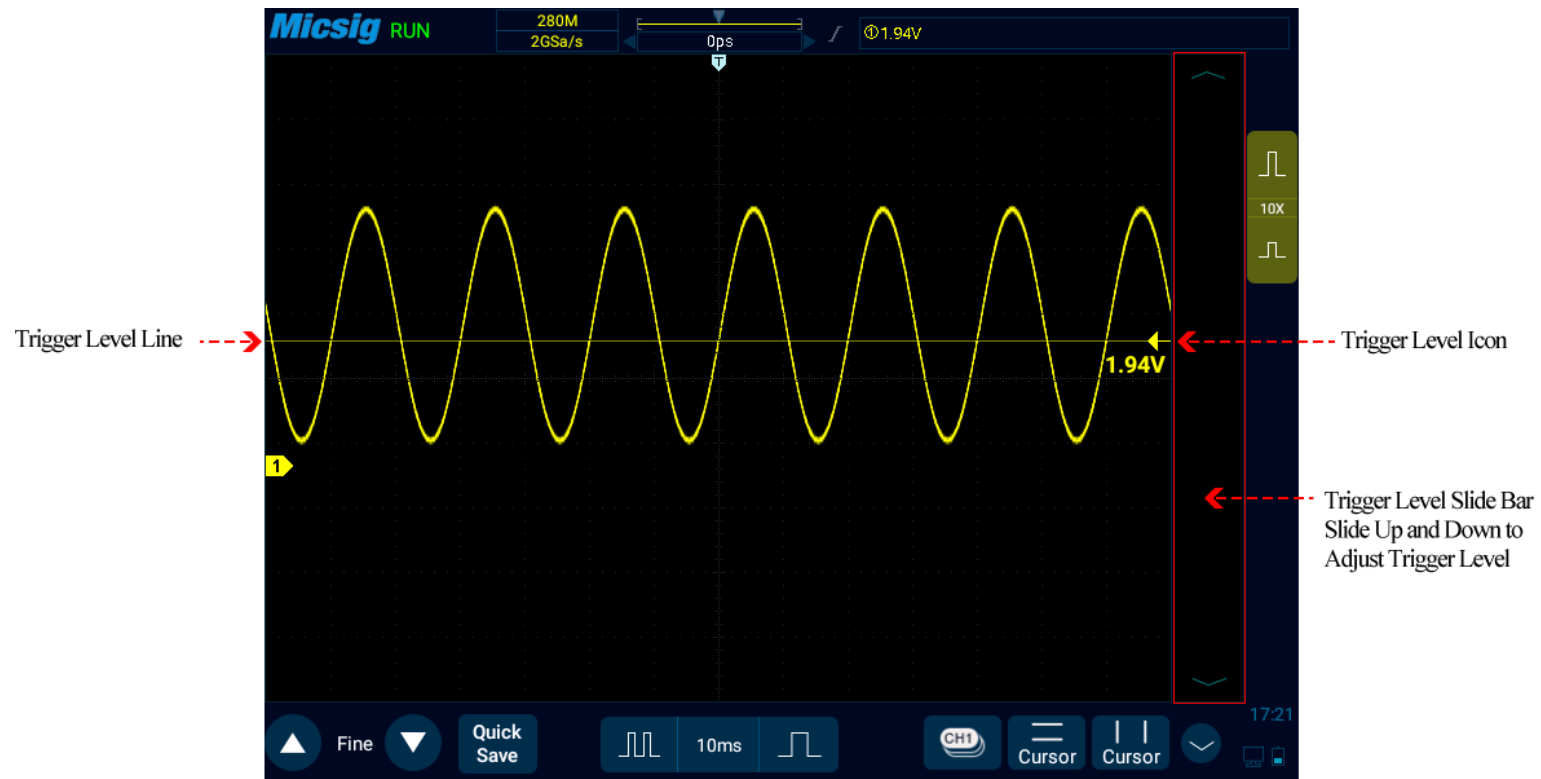 Micsig RUN
280M
2GSa/s
0ps
①1.94V
T
10X
Trigger Level Line
Trigger Level Icon
1.94V
1
Trigger Level Slide Bar
Slide Up and Down to
Adjust Trigger Level
17:21
Fine
Quick
Save
10ms
CH1
Cursor
Cursor